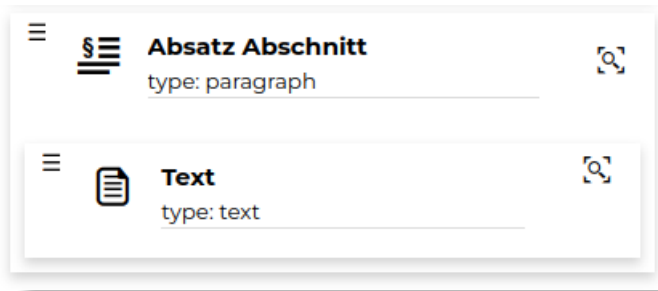 §
Absatz Abschnitt
type: paragraph
Text
type: text